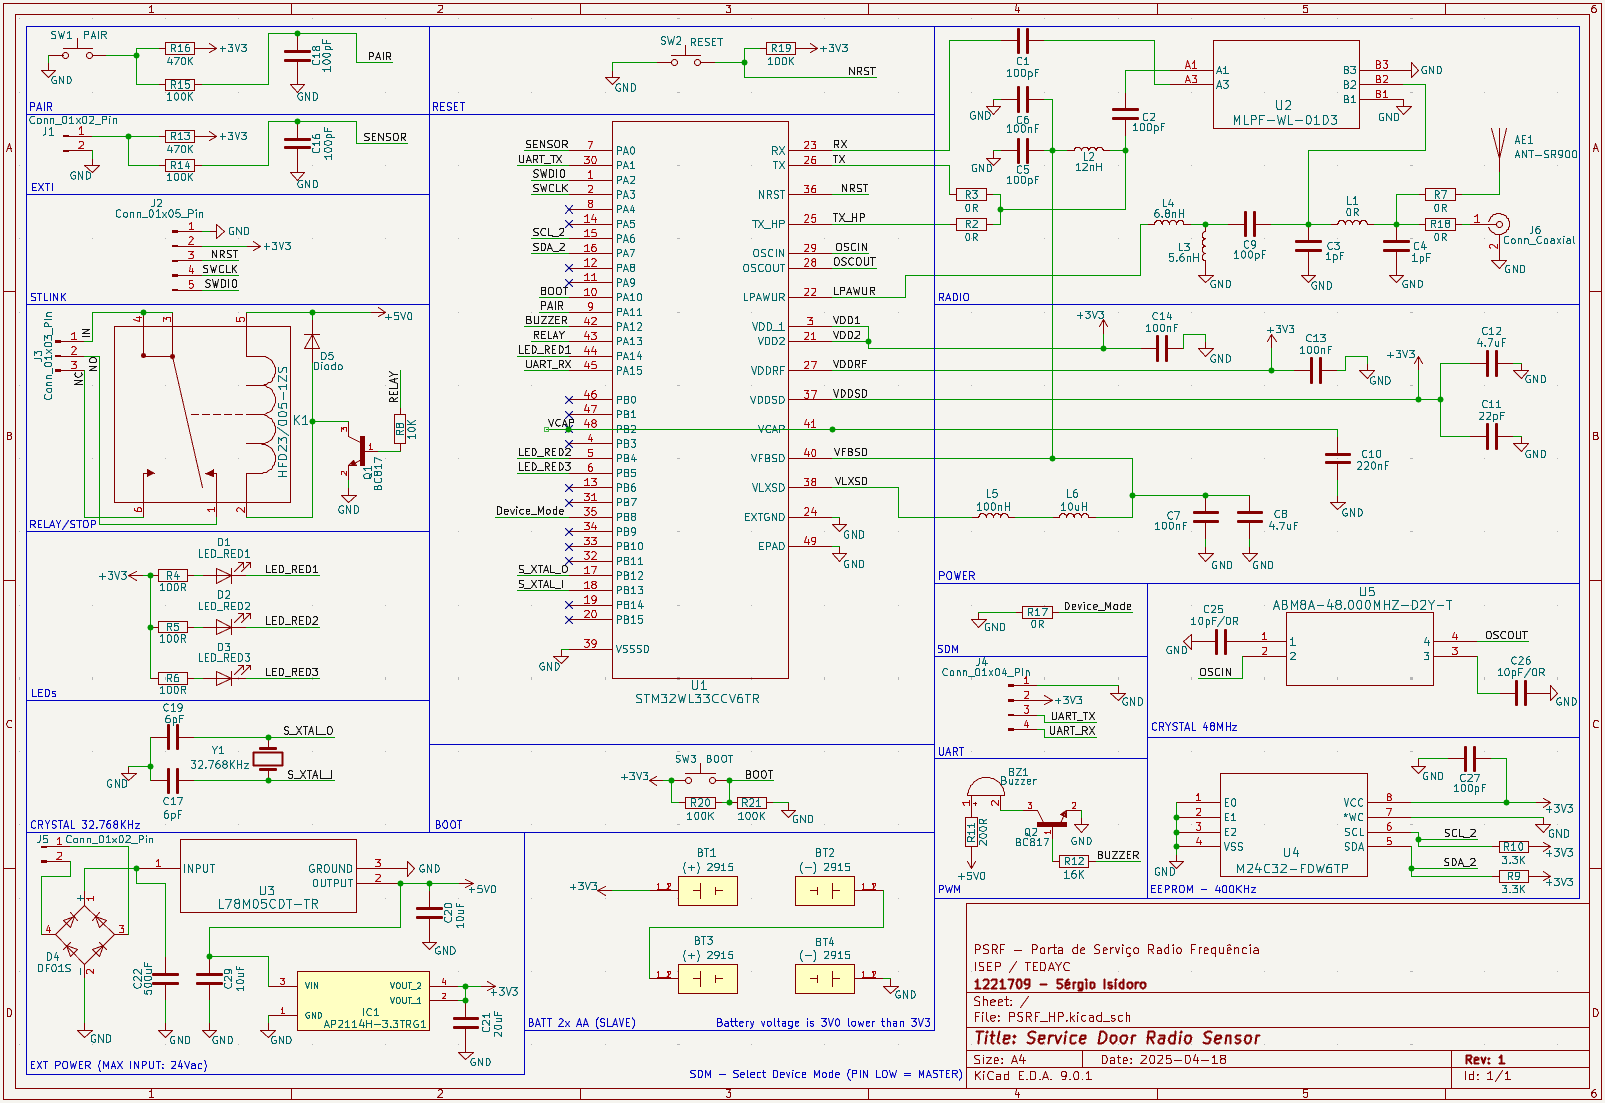 1 2 3 4 5 6
A
B
C
D
SW1 PAIR
R16
470K
+3V3
R15
100K
C18
100pF
PAIR
GND
GND
PAIR
Conn_01x02_Pin
J1
1
2
R13
470K
+3V3
R14
100K
C16
100pF
SENSOR
GND
GND
EXTI
J2
Conn_01x05_Pin
1 GND
2 +3V3
3 NRST
4 SWCLK
5 SWDIO
STLINK
J3
Conn_01x03_Pin
1 IN
2 NO
3 NC
4 3 5
6 1 2
+5V0
D5
Diodo
K1
HFD23/005-1ZS
RELAY
R8
10K
Q1
BC817
3
1
2
GND
RELAY/STOP
D1
LED_RED1
+3V3
R4
100R
LED_RED1
D2
LED_RED2
R5
100R
LED_RED2
D3
LED_RED3
R6
100R
LED_RED3
LEDs
C19
6pF
S_XTAL_O
Y1
32.768KHz
GND
S_XTAL_I
C17
6pF
CRYSTAL 32.768KHz
SW2 RESET
R19
100K
+3V3
NRST
GND
RESET
SENSOR 7 PA0
UART_TX 30 PA1
SWDIO 1 PA2
SWCLK 2 PA3
8 PA4
14 PA5
SCL_2 15 PA6
SDA_2 16 PA7
12 PA8
11 PA9
BOOT 10 PA10
PAIR 9 PA11
BUZZER 42 PA12
RELAY 43 PA13
LED_RED1 44 PA14
UART_RX 45 PA15
46 PB0
47 PB1
VCAP 48 PB2
4 PB3
LED_RED2 5 PB4
LED_RED3 6 PB5
13 PB6
31 PB7
Device_Mode 35 PB8
34 PB9
33 PB10
32 PB11
S_XTAL_O 17 PB12
S_XTAL_I 18 PB13
19 PB14
20 PB15
39 VSSSD
GND
RX 23 RX
TX 26 TX
NRST 36 NRST
TX_HP 25 TX_HP
OSCIN 29 OSCIN
OSCOUT 28 OSCOUT
LPAWUR 22 LPAWUR
VDD_1 3 VDD1
VDD2 21 VDD2
VDDRF 27 VDDRF
VDDSD 37 VDDSD
VCAP 41
VFBSD 40 VFBSD
VLXSD 38 VLXSD
EXTGND 24 GND
EPAD 49 GND
U1
STM32WL33CCV6TR
SW3 BOOT
+3V3
BOOT
R20
100K
R21
100K
GND
BOOT
C1
100pF
GND
C6
100nF
GND
C5
100pF
L2
12nH
C2
100pF
R3
0R
R2
0R
A1 A1
A3 A3
B3 B3 GND
B2 B2
B1 B1
GND
U2
MLPF-WL-01D3
AE1
ANT-SR900
L4
6.8nH
L3
5.6nH
GND
C9
100pF
C3
1pF
GND
L1
0R
C4
1pF
GND
R7
0R
R18
0R
1
2
J6
Conn_Coaxial
GND
RADIO
+3V3
C14
100nF
GND
+3V3
C13
100nF
GND
+3V3
C12
4.7uF
GND
C11
22pF
GND
C10
220nF
GND
L5
100nH
L6
10uH
C7
100nF
GND
C8
4.7uF
GND
POWER
R17
0R
Device_Mode
GND
SDM
J4
Conn_01x04_Pin
1 GND
2 +3V3
3 UART_TX
4 UART_RX
UART
U5
ABM8A-48.000MHZ-D2Y-T
C25
10pF/0R
GND
1 1
2 2
OSCIN
4 4 OSCOUT
3 3
C26
10pF/0R
GND
CRYSTAL 48MHz
BZ1
Buzzer
1 + 2
R11
200R
+5V0
Q2
BC817
3 2
1
GND
R12
16K
BUZZER
PWM
1 E0
2 E1
3 E2
4 VSS
GND
VCC 8
*WC 7
SCL 6
SDA 5
U4
M24C32-FDW6TP
C27
100pF
GND
+3V3
GND
SCL_2
R10
3.3K
+3V3
SDA_2
R9
3.3K
+3V3
EEPROM - 400KHz
J5 Conn_01x02_Pin
1
2
+ 1
4 3
2
D4
DF01S
GND
C22
500uF
GND
1 INPUT
GROUND 3 GND
OUTPUT 2
U3
L78M05CDT-TR
+5V0
C20
10uF
GND
C29
10uF
GND
3 VIN
1 GND
GND
VOUT_2 4
VOUT_1 2
IC1
AP2114H-3.3TRG1
+3V3
C21
20uF
GND
EXT POWER (MAX INPUT: 24Vac)
BT1
(+) 2915
BT2
(-) 2915
+3V3
BT3
(+) 2915
BT4
(-) 2915
GND
BATT 2x AA (SLAVE)
Battery voltage is 3V0 lower than 3V3
SDM - Select Device Mode (PIN LOW = MASTER)
PSRF - Porta de Serviço Radio Frequência
ISEP / TEDAYC
1221709 - Sérgio Isidoro
Sheet: /
File: PSRF_HP.kicad_sch
Title: Service Door Radio Sensor
Size: A4
Date: 2025-04-18
Rev: 1
KiCad E.D.A. 9.0.1
Id: 1/1
A
B
C
D
1 2 3 4 5 6